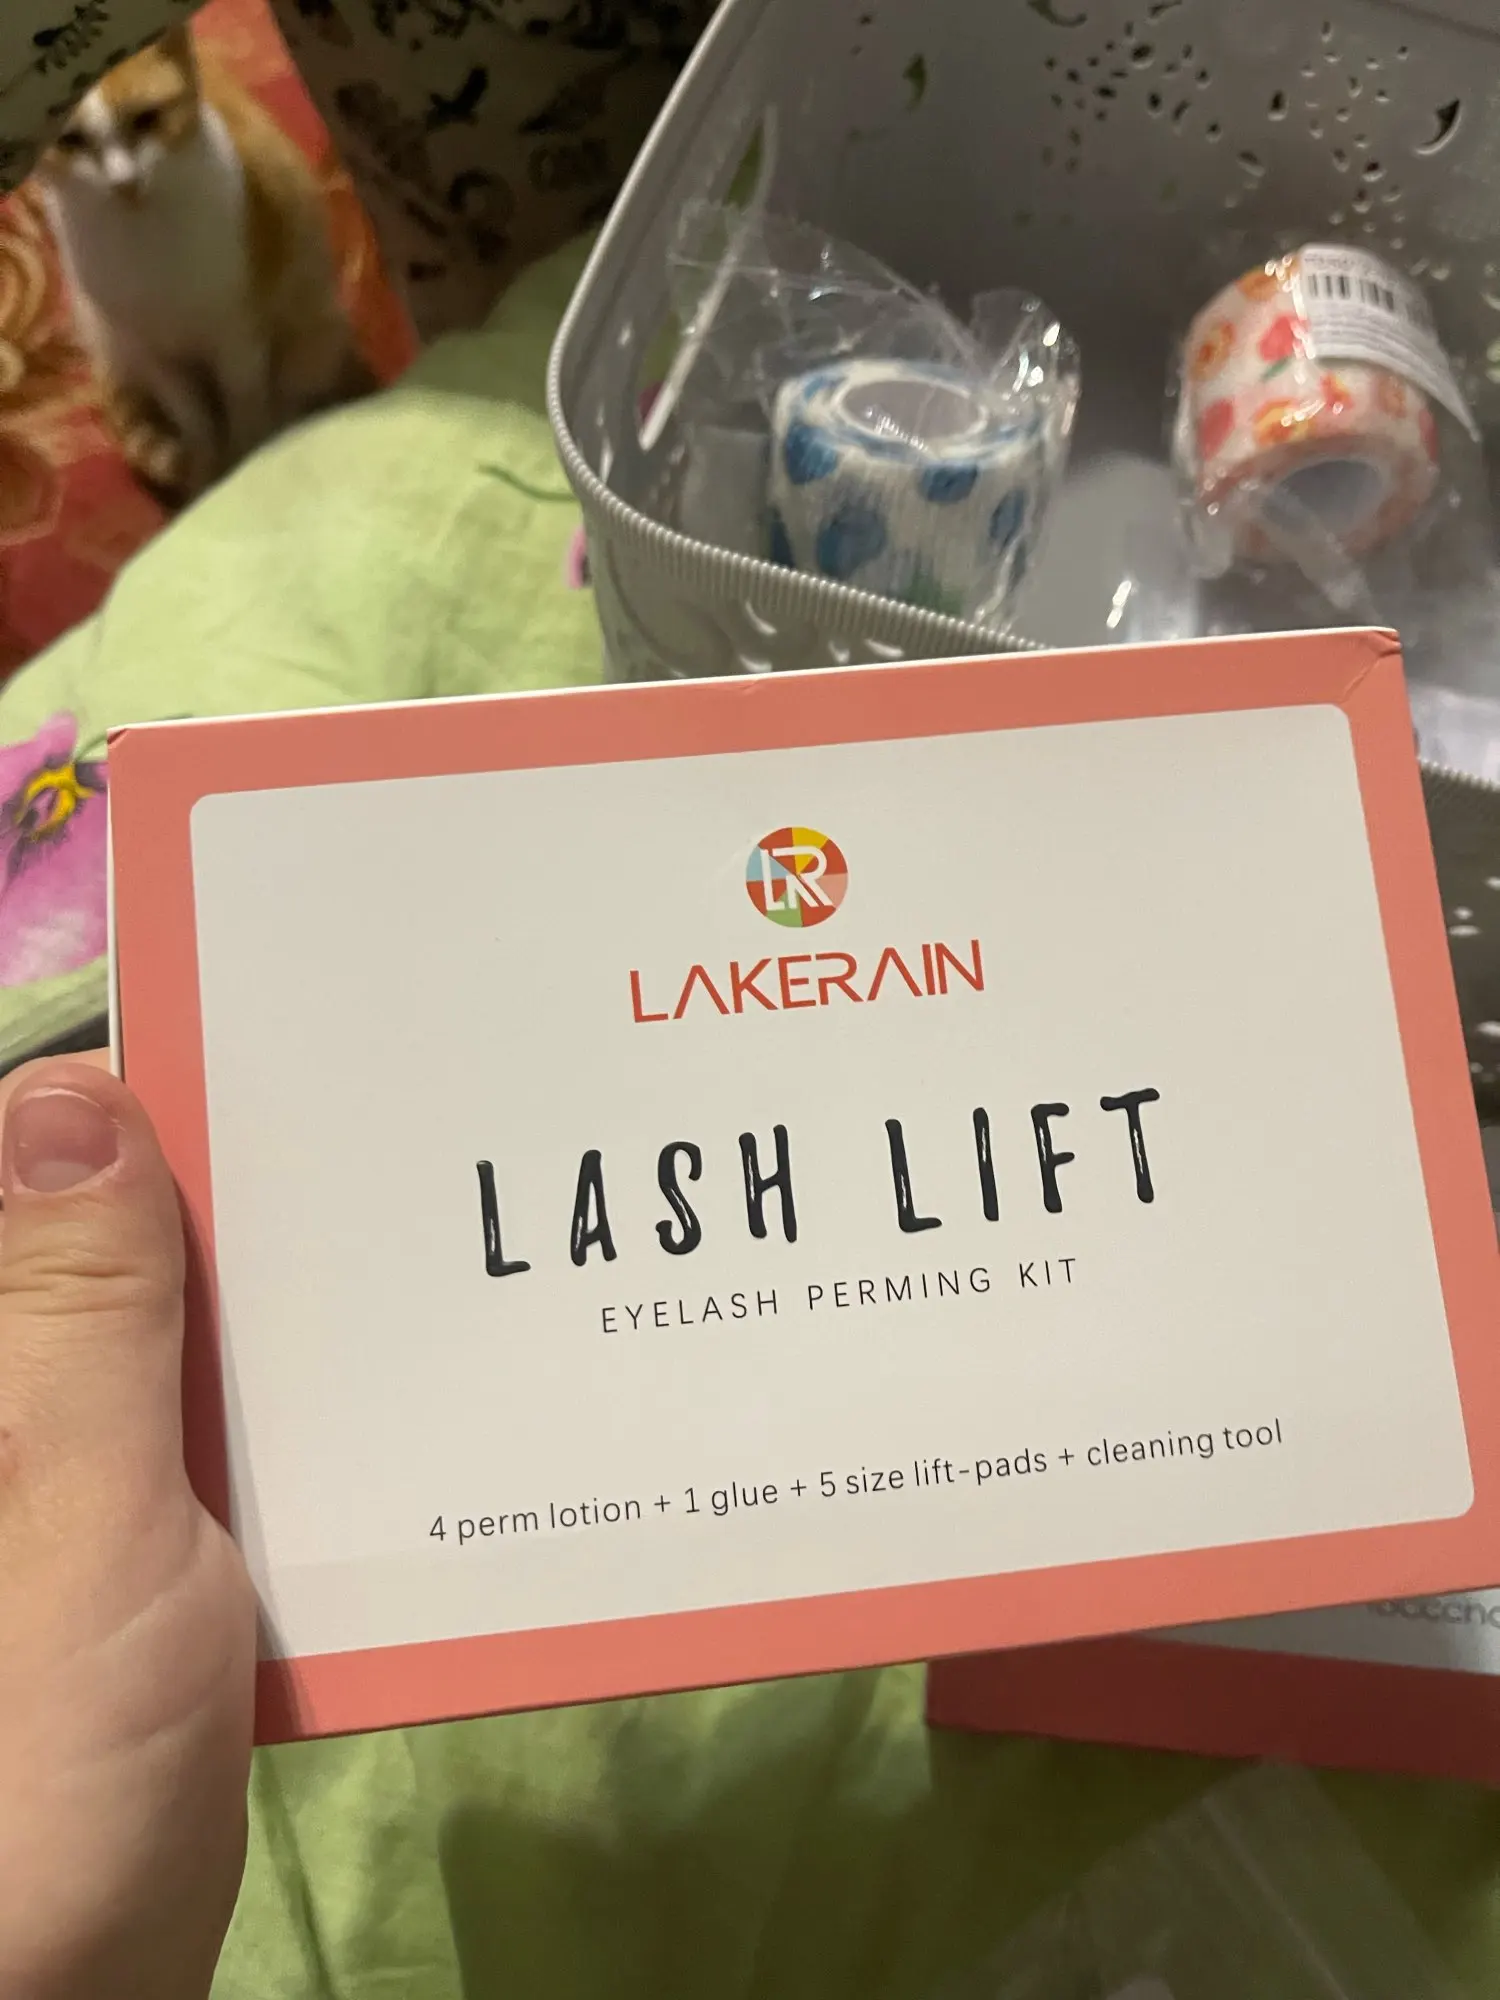 LR
LAKERAIN
LASH LIFT
EYELASH PERMING KIT
4 perm lotion + 1 glue + 5 size lift-pads + cleaning tool